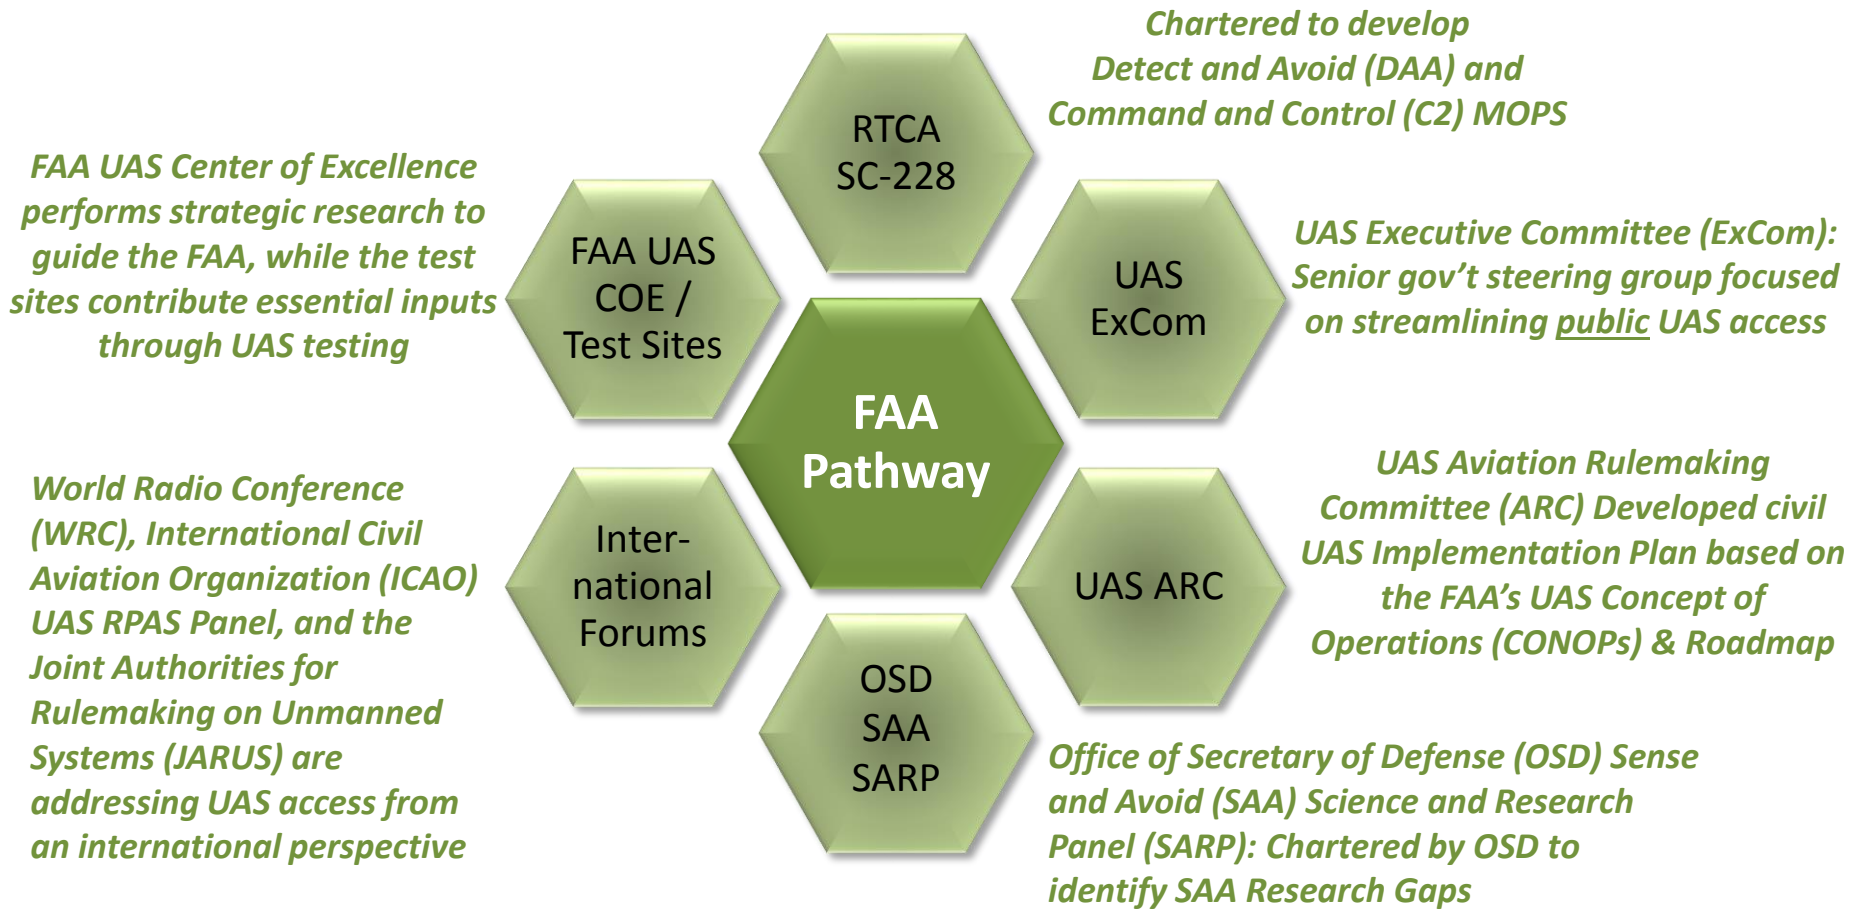 Chartered to develop
Detect and Avoid (DAA) and
Command and Control (C2) MOPS
RTCA
SC-228
FAA UAS Center of Excellence
performs strategic research to
guide the FAA, while the test
sites contribute essential inputs
through UAS testing
FAA UAS
COE /
Test Sites
UAS
ExCom
UAS Executive Committee (ExCom):
Senior gov’t steering group focused
on streamlining public UAS access
FAA
Pathway
World Radio Conference
(WRC), International Civil
Aviation Organization (ICAO)
UAS RPAS Panel, and the
Joint Authorities for
Rulemaking on Unmanned
Systems (JARUS) are
addressing UAS access from
an international perspective
Inter-
national
Forums
UAS ARC
UAS Aviation Rulemaking
Committee (ARC) Developed civil
UAS Implementation Plan based on
the FAA’s UAS Concept of
Operations (CONOPs) & Roadmap
OSD
SAA
SARP
Office of Secretary of Defense (OSD) Sense
and Avoid (SAA) Science and Research
Panel (SARP): Chartered by OSD to
identify SAA Research Gaps